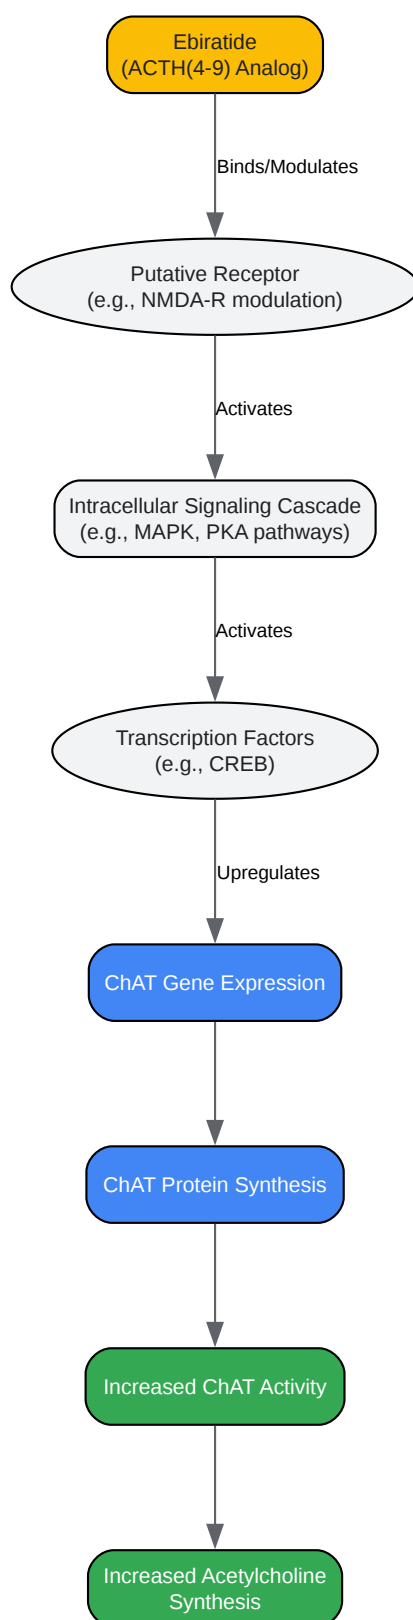 Ebiratide
(ACTH(4-9) Analog)
Binds/Modulates
Putative Receptor
(e.g., NMDA-R modulation)
Activates
Intracellular Signaling Cascade
(e.g., MAPK, PKA pathways)
Activates
Transcription Factors
(e.g., CREB)
Upregulates
ChAT Gene Expression
ChAT Protein Synthesis
Increased ChAT Activity
Increased Acetylcholine
Synthesis